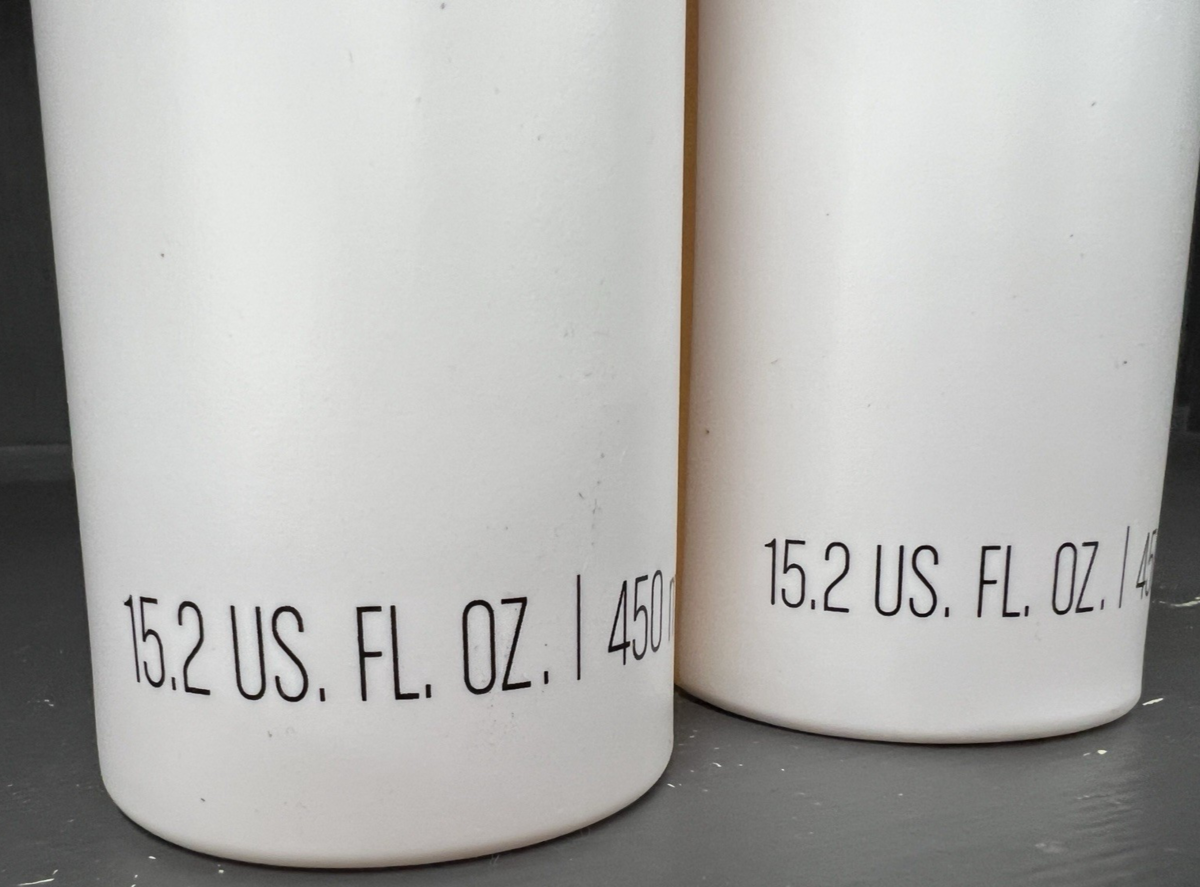 15.2 US. FL. OZ. | 450
15.2 US. FL. OZ. |